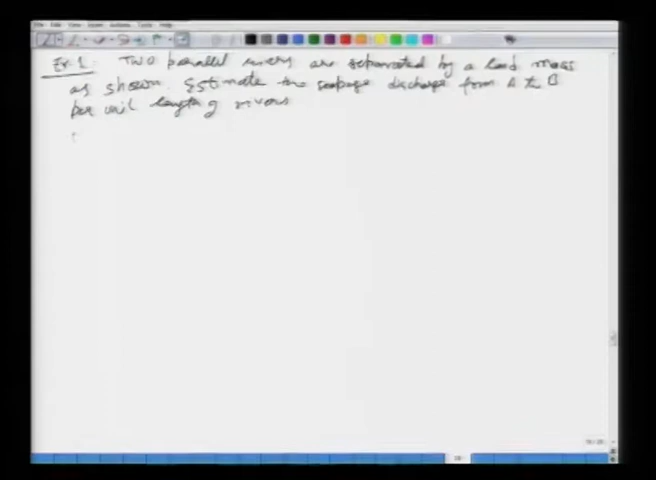 Ex.1. Two parallel rivers are separated by a land mass
as shown. Estimate the seepage discharge from A to B
per unit length of rivers